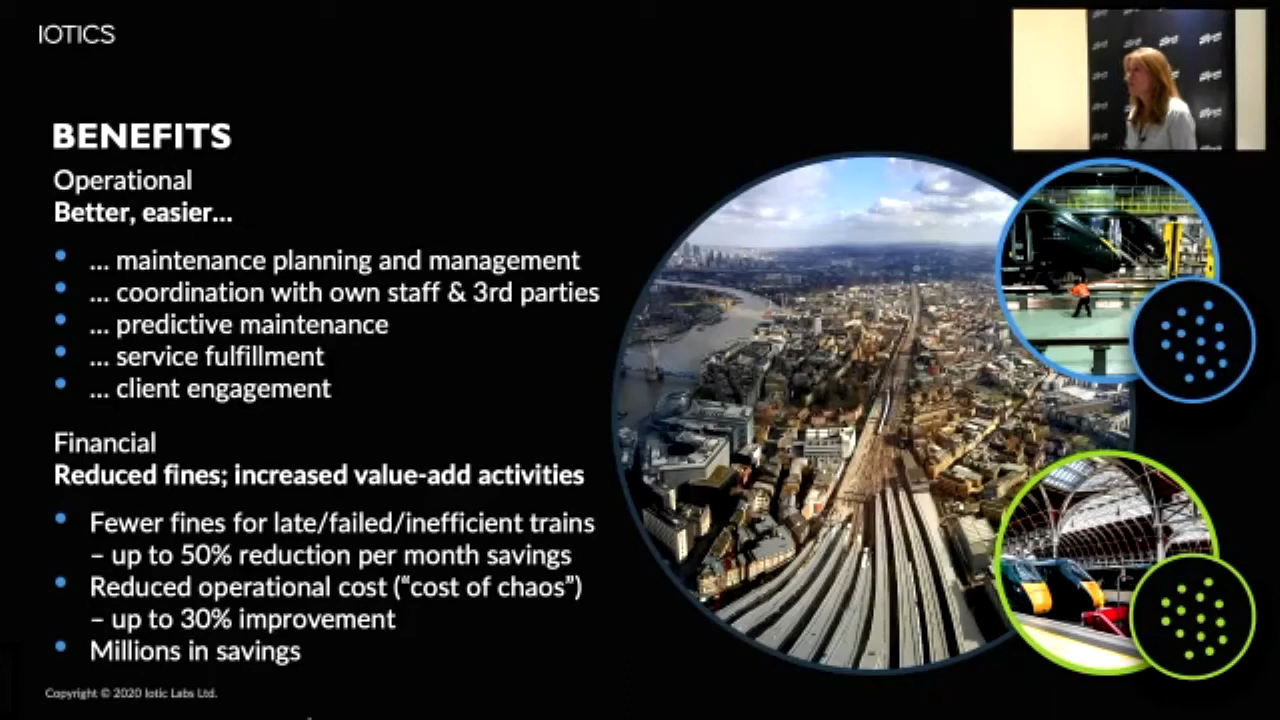 IOTICS
BENEFITS
Operational
Better, easier...
... maintenance planning and management
... coordination with own staff & 3rd parties
... predictive maintenance
... service fulfillment
... client engagement
Financial
Reduced fines; increased value-add activities
Fewer fines for late/failed/inefficient trains
– up to 50% reduction per month savings
Reduced operational cost (“cost of chaos”)
– up to 30% improvement
Millions in savings
Copyright © 2020 Iotic Labs Ltd.